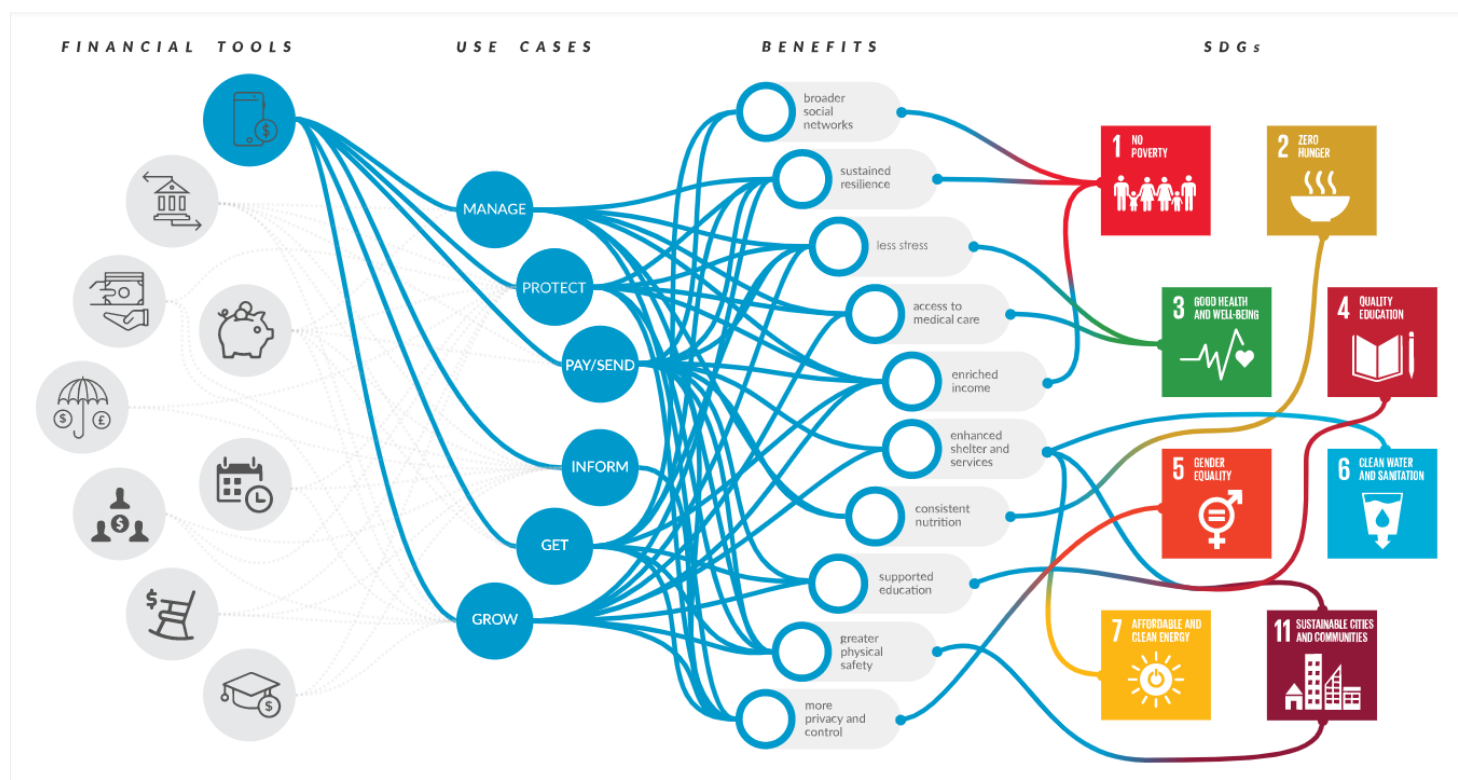 FINANCIAL TOOLS
USE CASES
BENEFITS
SDGs
$
$
£
$
$
$
MANAGE
PROTECT
PAY/SEND
INFORM
GET
GROW
broader
social
networks
sustained
resilience
less stress
access to
medical care
enriched
income
enhanced
shelter and
services
consistent
nutrition
supported
education
greater
physical
safety
more
privacy and
control
1 NO
POVERTY
2 ZERO
HUNGER
3 GOOD HEALTH
AND WELL-BEING
4 QUALITY
EDUCATION
5 GENDER
EQUALITY
6 CLEAN WATER
AND SANITATION
7 AFFORDABLE AND
CLEAN ENERGY
11 SUSTAINABLE CITIES
AND COMMUNITIES